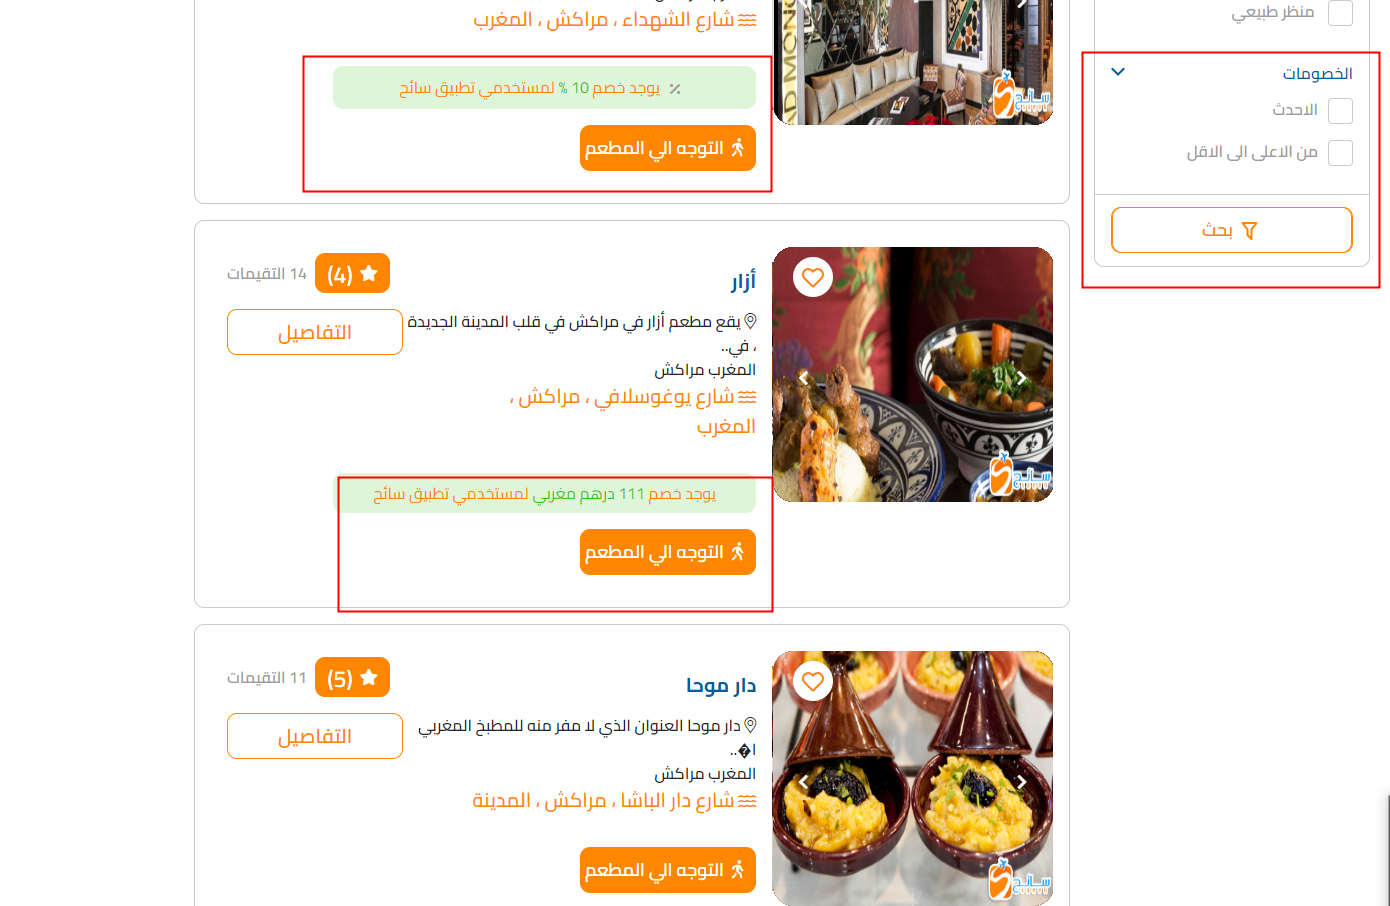 منظر طبيعي
الخصومات
الاحدث
من الاعلى الى الاقل
بحث
شارع الشهداء ، مراكش ، المغرب
يوجد خصم 10 % لمستخدمي تطبيق سائح
التوجه الي المطعم
سائح
أزار
(4)
14 التقيمات
يقع مطعم أزار في مراكش في قلب المدينة الجديدة
، في..
التفاصيل
المغرب مراكش
شارع يوغوسلافي ، مراكش ،
المغرب
يوجد خصم 111 درهم مغربي لمستخدمي تطبيق سائح
التوجه الي المطعم
سائح
دار موحا
(5)
11 التقيمات
دار موحا العنوان الذي لا مفر منه للمطبخ المغربي
ا�..
التفاصيل
المغرب مراكش
شارع دار الباشا ، مراكش ، المدينة
التوجه الي المطعم
سائح